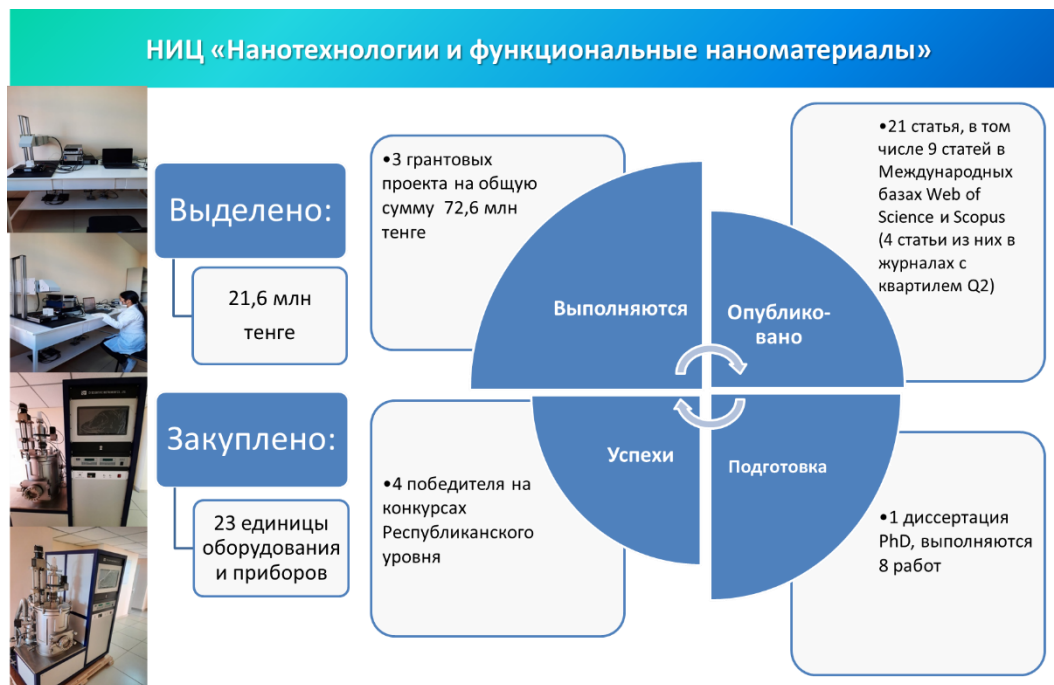 НИЦ «Нанотехнологии и функциональные наноматериалы»
Выделено:
21,6 млн
тенге
Закуплено:
23 единицы
оборудования
и приборов
•3 грантовых
проекта на общую
сумму 72,6 млн
тенге
Выполняются
•21 статья, в том
числе 9 статей в
Международных
базах Web of
Science и Scopus
(4 статьи из них в
журналах с
квартилем Q2)
Опублико-
вано
•4 победителя на
конкурсах
Республиканского
уровня
Успехи
Подготовка
•1 диссертация
PhD, выполняются
8 работ